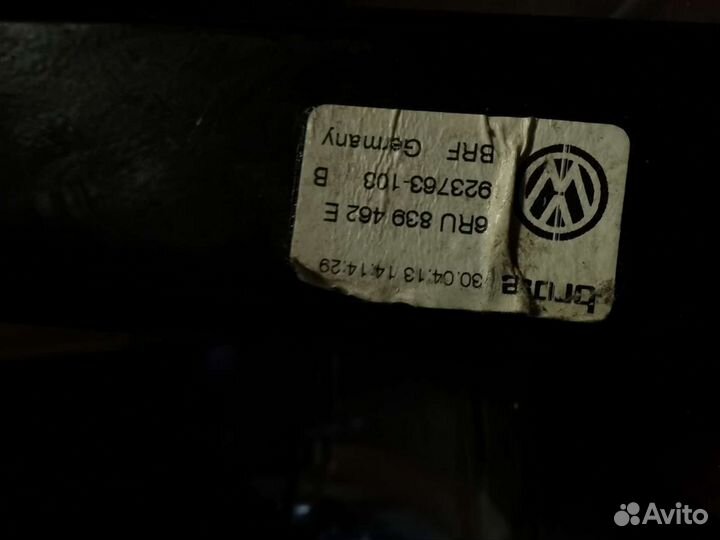 brose 30.04.13 14:14:29
6RU 839 462 E
923763-103 B
BRF Germany
Avito